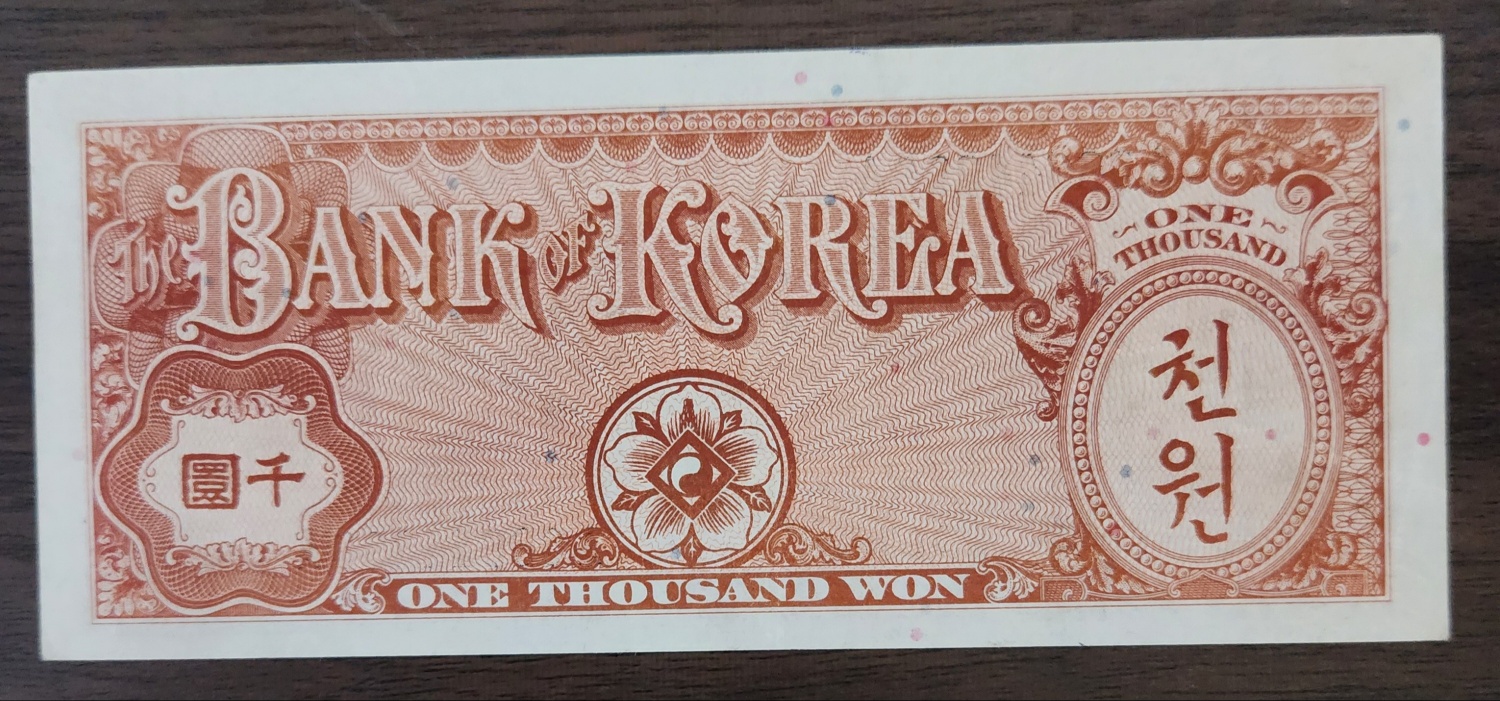 The BANK OF KOREA
ONE
THOUSAND
천
원
圜千
ONE THOUSAND WON